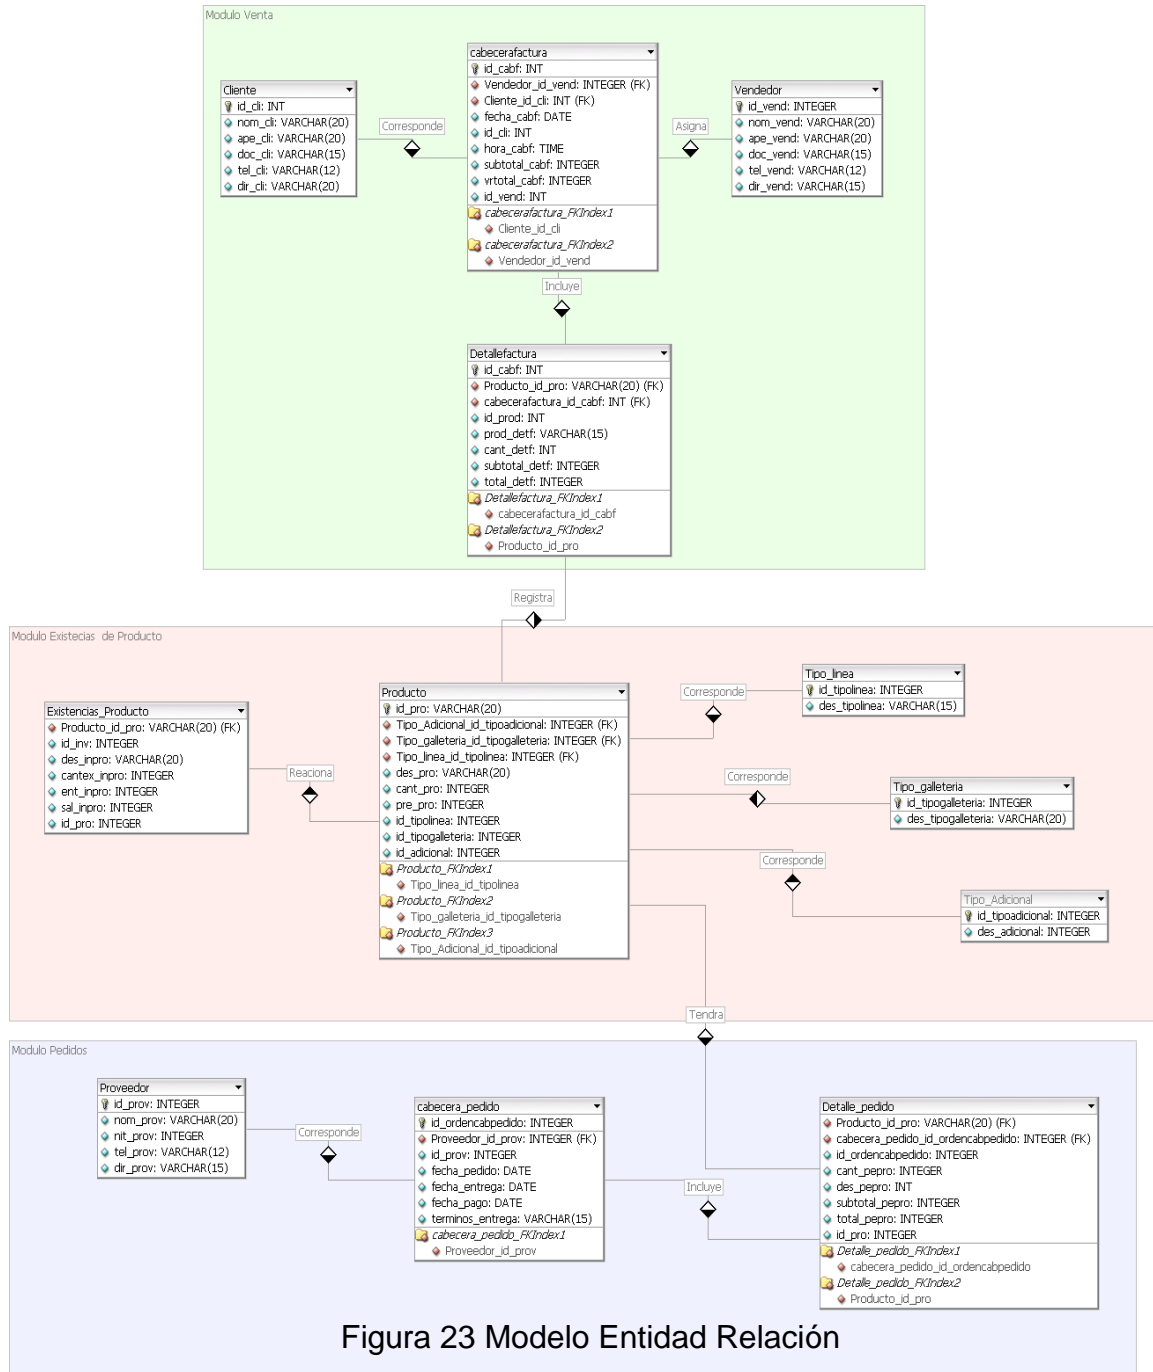 Modulo Venta
cabecerafactura
id_cabf: INT
Vendedor_id_vend: INTEGER (FK)
Cliente_id_cli: INT (FK)
fecha_cabf: DATE
id_cli: INT
hora_cabf: TIME
subtotal_cabf: INTEGER
vrtotal_cabf: INTEGER
id_vend: INT
cabecerafactura_FKIndex1
Cliente_id_cli
cabecerafactura_FKIndex2
Vendedor_id_vend
Cliente
id_cli: INT
nom_cli: VARCHAR(20)
ape_cli: VARCHAR(20)
doc_cli: VARCHAR(15)
tel_cli: VARCHAR(12)
dir_cli: VARCHAR(20)
Corresponde
Asigna
Vendedor
id_vend: INTEGER
nom_vend: VARCHAR(20)
ape_vend: VARCHAR(20)
doc_vend: VARCHAR(15)
tel_vend: VARCHAR(12)
dir_vend: VARCHAR(15)
Incluye
Detallefactura
id_cabf: INT
Producto_id_pro: VARCHAR(20) (FK)
cabecerafactura_id_cabf: INT (FK)
id_prod: INT
prod_detf: VARCHAR(15)
cant_detf: INT
subtotal_detf: INTEGER
total_detf: INTEGER
Detallefactura_FKIndex1
cabecerafactura_id_cabf
Detallefactura_FKIndex2
Producto_id_pro
Registra
Modulo Existecias de Producto
Existencias_Producto
Producto_id_pro: VARCHAR(20) (FK)
id_inv: INTEGER
des_inpro: VARCHAR(20)
cantex_inpro: INTEGER
ent_inpro: INTEGER
sal_inpro: INTEGER
id_pro: INTEGER
Reaciona
Producto
id_pro: VARCHAR(20)
Tipo_Adicional_id_tipoadicional: INTEGER (FK)
Tipo_galleteria_id_tipogalleteria: INTEGER (FK)
Tipo_linea_id_tipolinea: INTEGER (FK)
des_pro: VARCHAR(20)
cant_pro: INTEGER
pre_pro: INTEGER
id_tipolinea: INTEGER
id_tipogalleteria: INTEGER
id_adicional: INTEGER
Producto_FKIndex1
Tipo_linea_id_tipolinea
Producto_FKIndex2
Tipo_galleteria_id_tipogalleteria
Producto_FKIndex3
Tipo_Adicional_id_tipoadicional
Corresponde
Tipo_linea
id_tipolinea: INTEGER
des_tipolinea: VARCHAR(15)
Corresponde
Tipo_galleteria
id_tipogalleteria: INTEGER
des_tipogalleteria: VARCHAR(20)
Corresponde
Tipo_Adicional
id_tipoadicional: INTEGER
des_adicional: INTEGER
Tendra
Modulo Pedidos
Proveedor
id_prov: INTEGER
nom_prov: VARCHAR(20)
nit_prov: INTEGER
tel_prov: VARCHAR(12)
dir_prov: VARCHAR(15)
Corresponde
cabecera_pedido
id_ordencabpedido: INTEGER
Proveedor_id_prov: INTEGER (FK)
id_prov: INTEGER
fecha_pedido: DATE
fecha_entrega: DATE
fecha_pago: DATE
terminos_entrega: VARCHAR(15)
cabecera_pedido_FKIndex1
Proveedor_id_prov
Incluye
Detalle_pedido
Producto_id_pro: VARCHAR(20) (FK)
cabecera_pedido_id_ordencabpedido: INTEGER (FK)
id_ordencabpedido: INTEGER
cant_pepro: INTEGER
des_pepro: INT
subtotal_pepro: INTEGER
total_pepro: INTEGER
id_pro: INTEGER
Detalle_pedido_FKIndex1
cabecera_pedido_id_ordencabpedido
Detalle_pedido_FKIndex2
Producto_id_pro
Figura 23 Modelo Entidad Relación